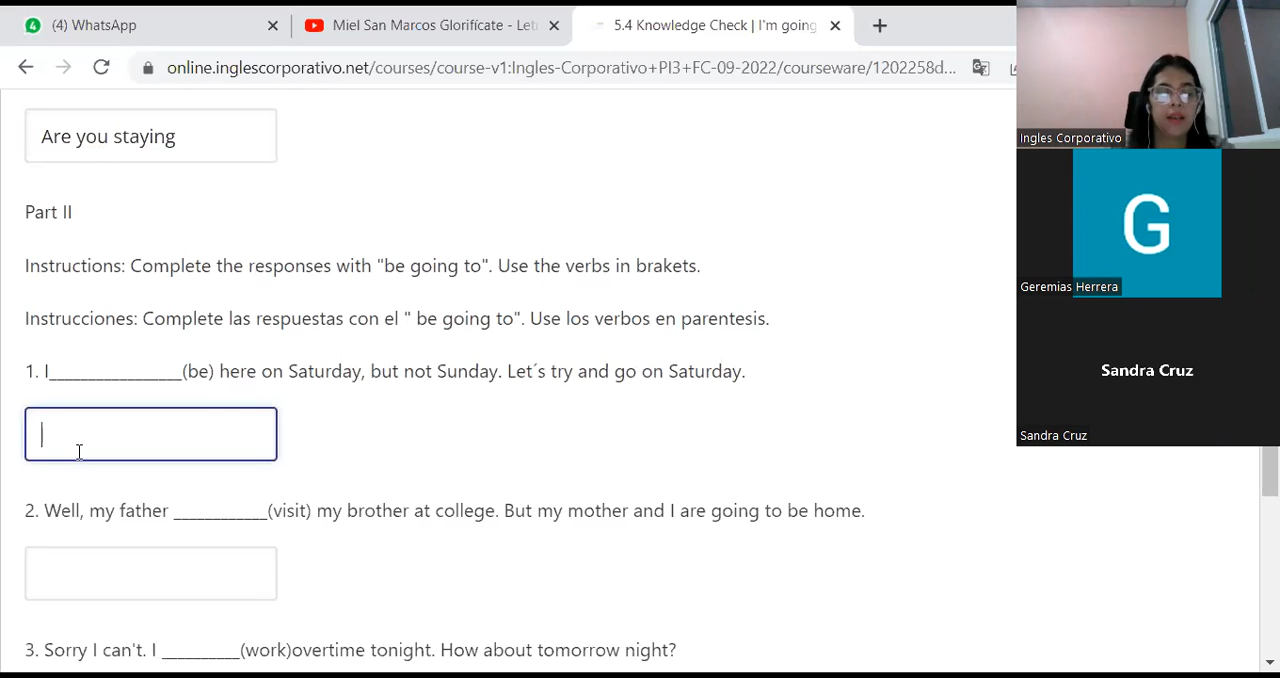 4 (4) WhatsApp
Miel San Marcos Glorifícate - Let
5.4 Knowledge Check | I'm going
online.inglescorporativo.net/courses/course-v1:Ingles-Corporativo+PI3+FC-09-2022/courseware/1202258d...
Are you staying
Part II
Instructions: Complete the responses with "be going to". Use the verbs in brakets.
Instrucciones: Complete las respuestas con el " be going to". Use los verbos en parentesis.
1. I_______________(be) here on Saturday, but not Sunday. Let´s try and go on Saturday.
2. Well, my father ___________(visit) my brother at college. But my mother and I are going to be home.
3. Sorry I can't. I _________(work)overtime tonight. How about tomorrow night?
Ingles Corporativo
G
Geremias Herrera
Sandra Cruz
Sandra Cruz